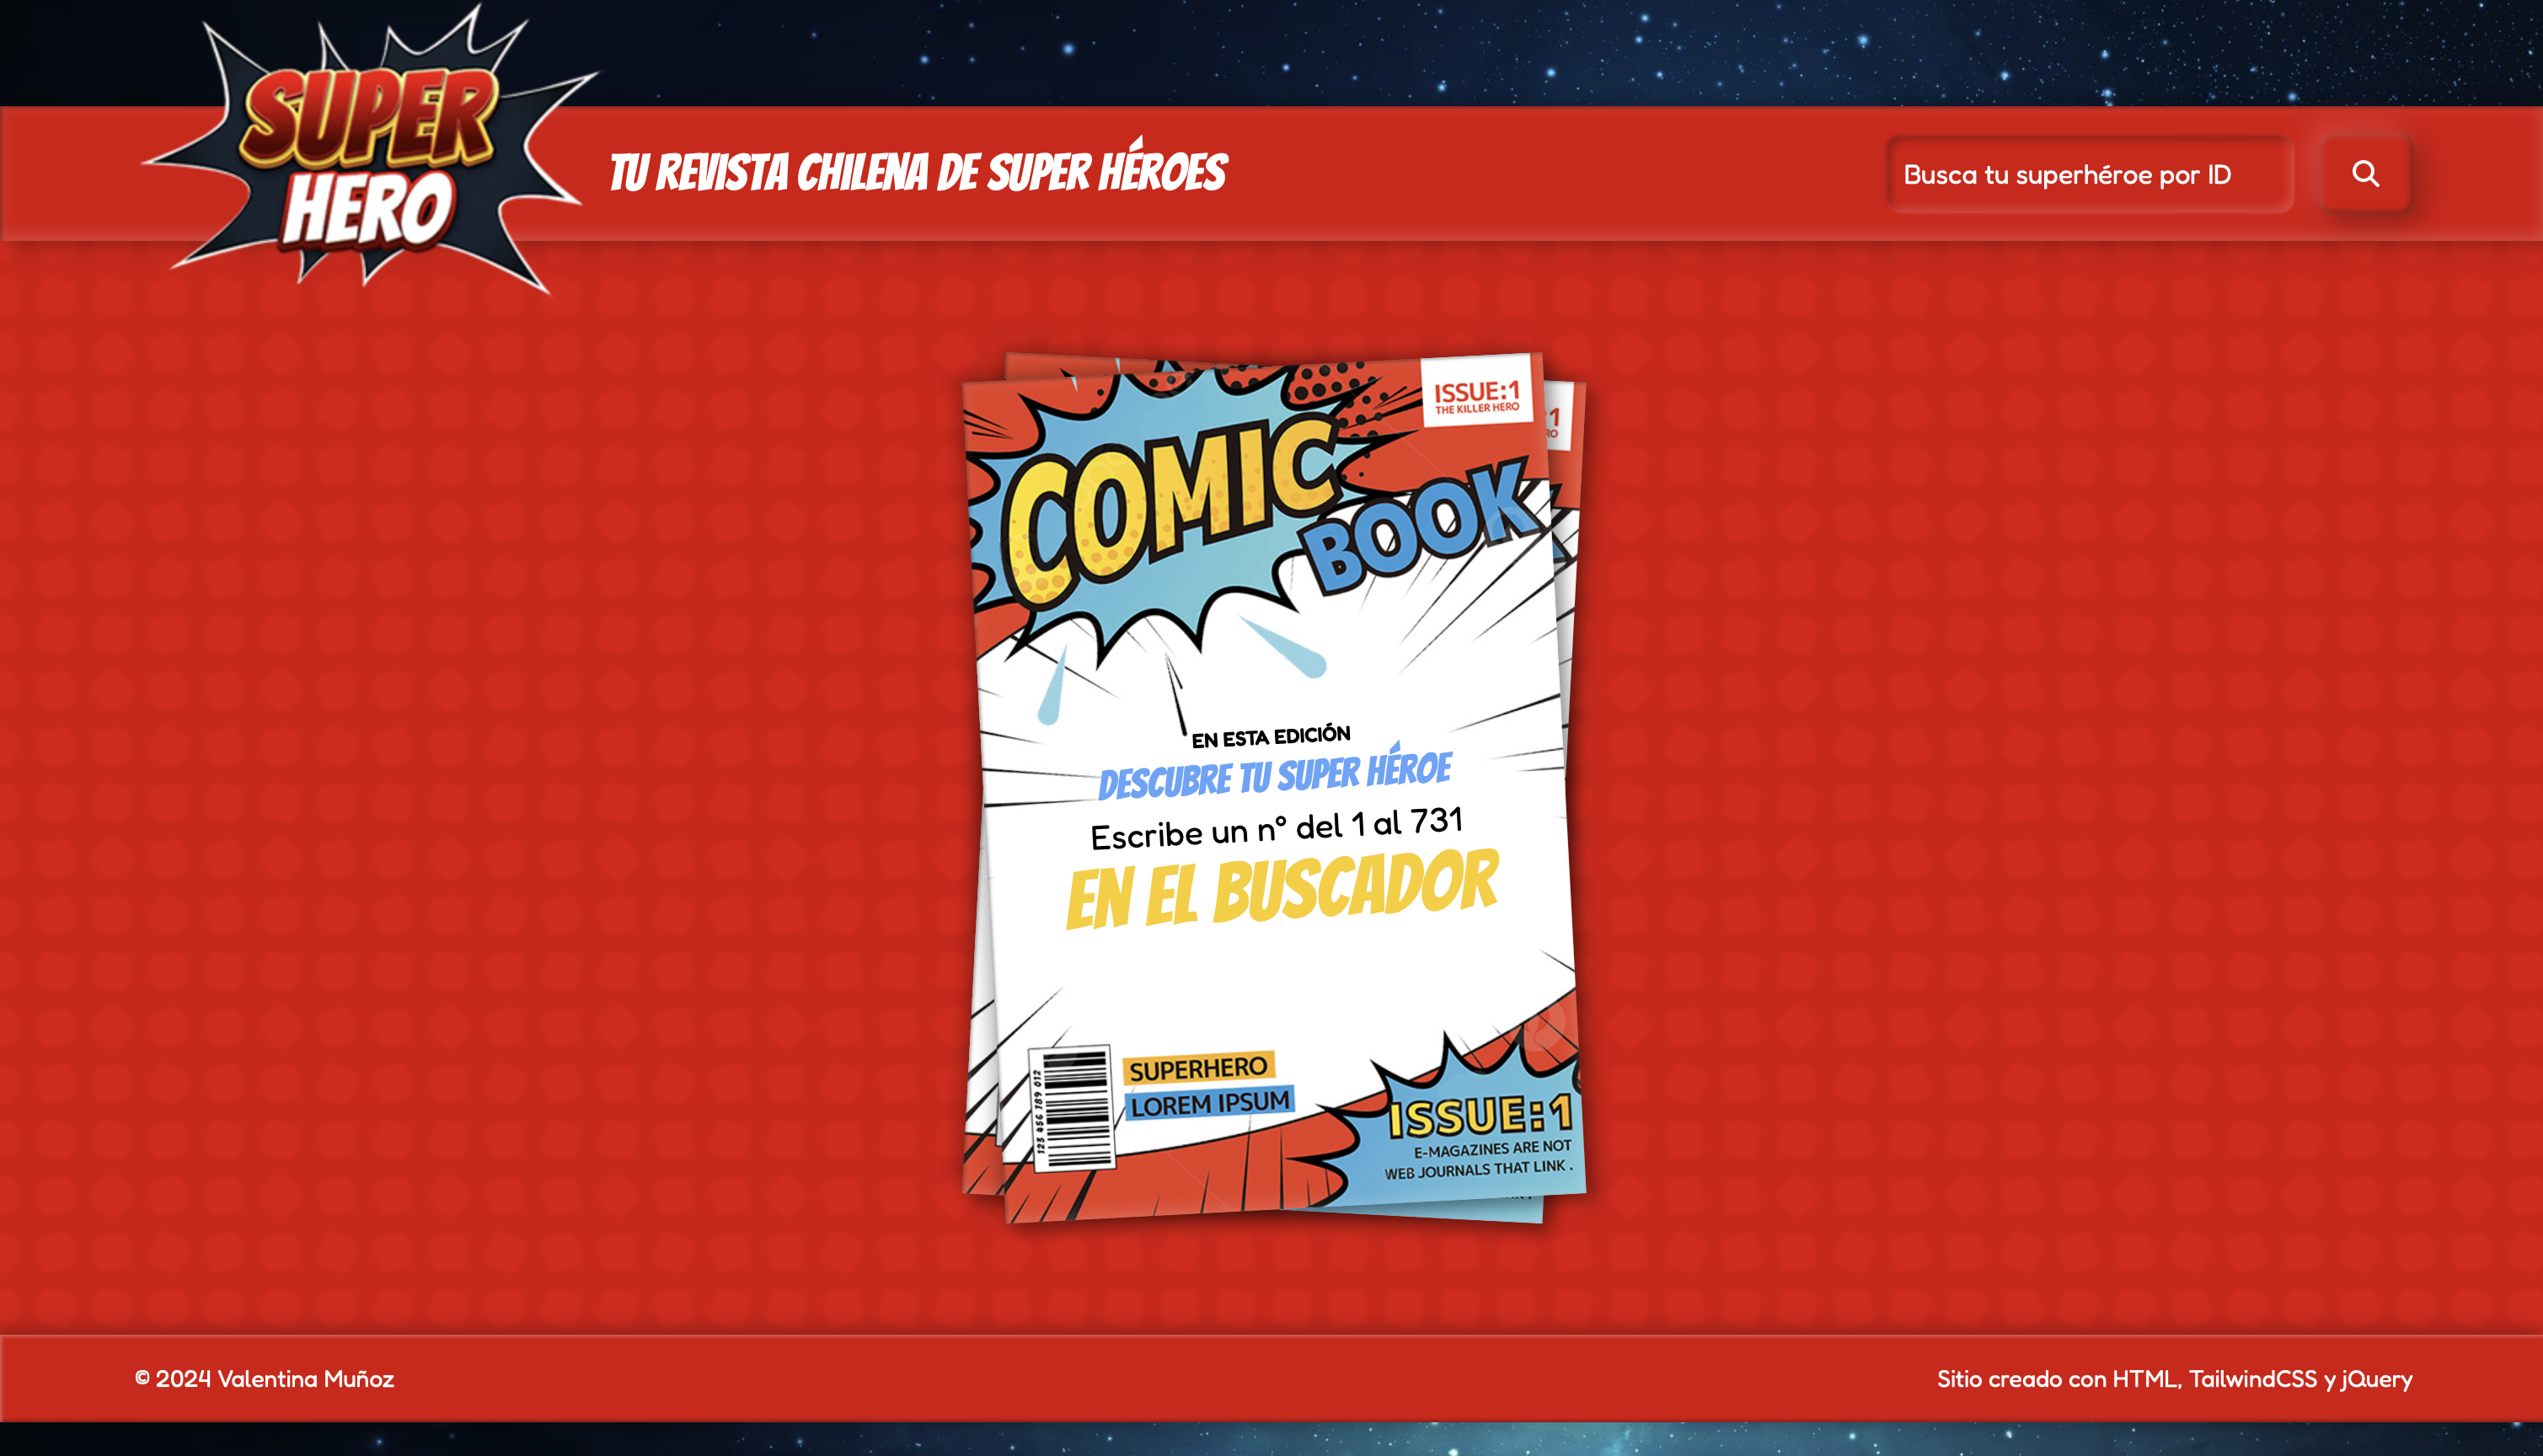 SUPER
HERO
TU REVISTA CHILENA DE SUPER HÉROES
Busca tu superhéroe por ID
ISSUE:1
THE KILLER HERO
COMIC
BOOK
EN ESTA EDICIÓN
DESCUBRE TU SUPER HÉROE
Escribe un n° del 1 al 731
EN EL BUSCADOR
123 456 789 012
SUPERHERO
LOREM IPSUM
ISSUE:1
E-MAGAZINES ARE NOT
WEB JOURNALS THAT LINK .
© 2024 Valentina Muñoz
Sitio creado con HTML, TailwindCSS y jQuery